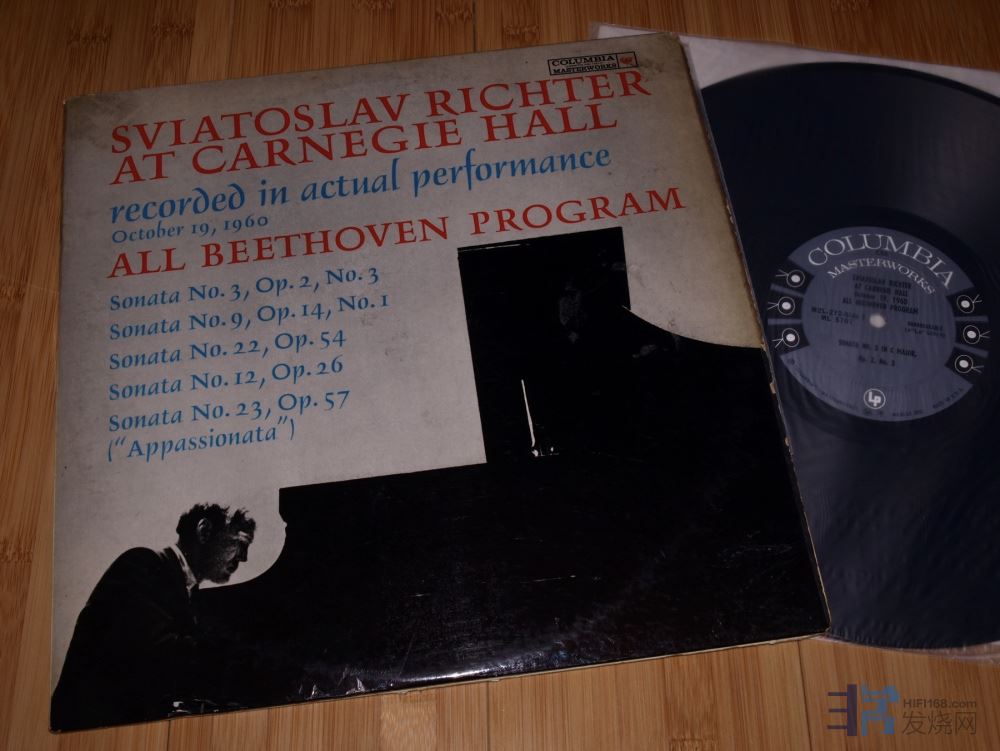 COLUMBIA
MASTERWORKS
SVIATOSLAV RICHTER
AT CARNEGIE HALL
recorded in actual performance
October 19, 1960
ALL BEETHOVEN PROGRAM
Sonata No. 3, Op. 2, No. 3
Sonata No. 9, Op. 14, No. 1
Sonata No. 22, Op. 54
Sonata No. 12, Op. 26
Sonata No. 23, Op. 57
("Appassionata")
COLUMBIA
MASTERWORKS
SVIATOSLAV RICHTER
AT CARNEGIE HALL
October 19, 1960
ALL BEETHOVEN PROGRAM
SONATA NO. 3 IN C MAJOR,
Op. 2, No. 3
LP
HIFI168.com
发烧网